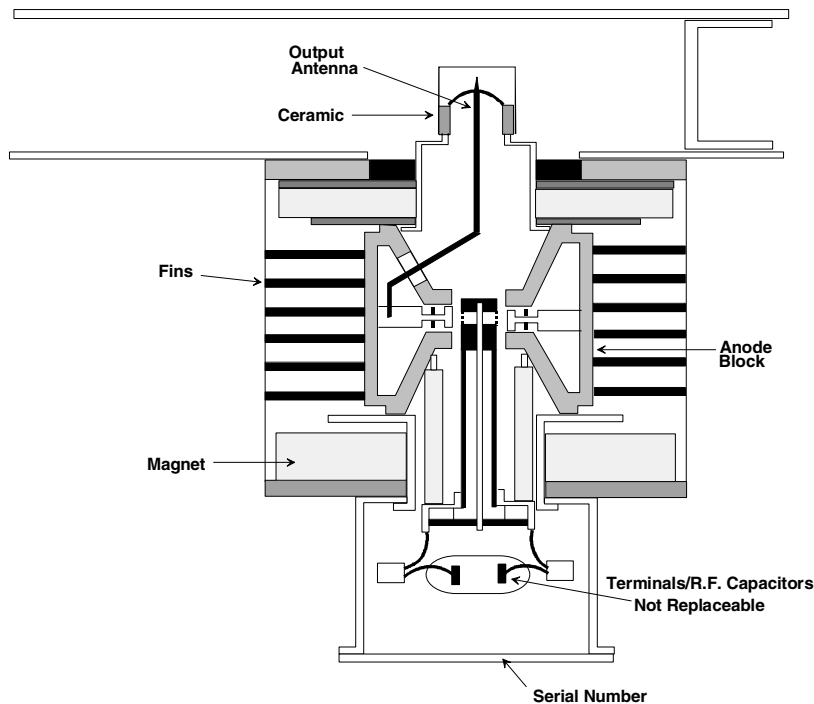 Output
Antenna
Ceramic
Fins
Anode
Block
Magnet
Terminals/R.F. Capacitors
Not Replaceable
Serial Number